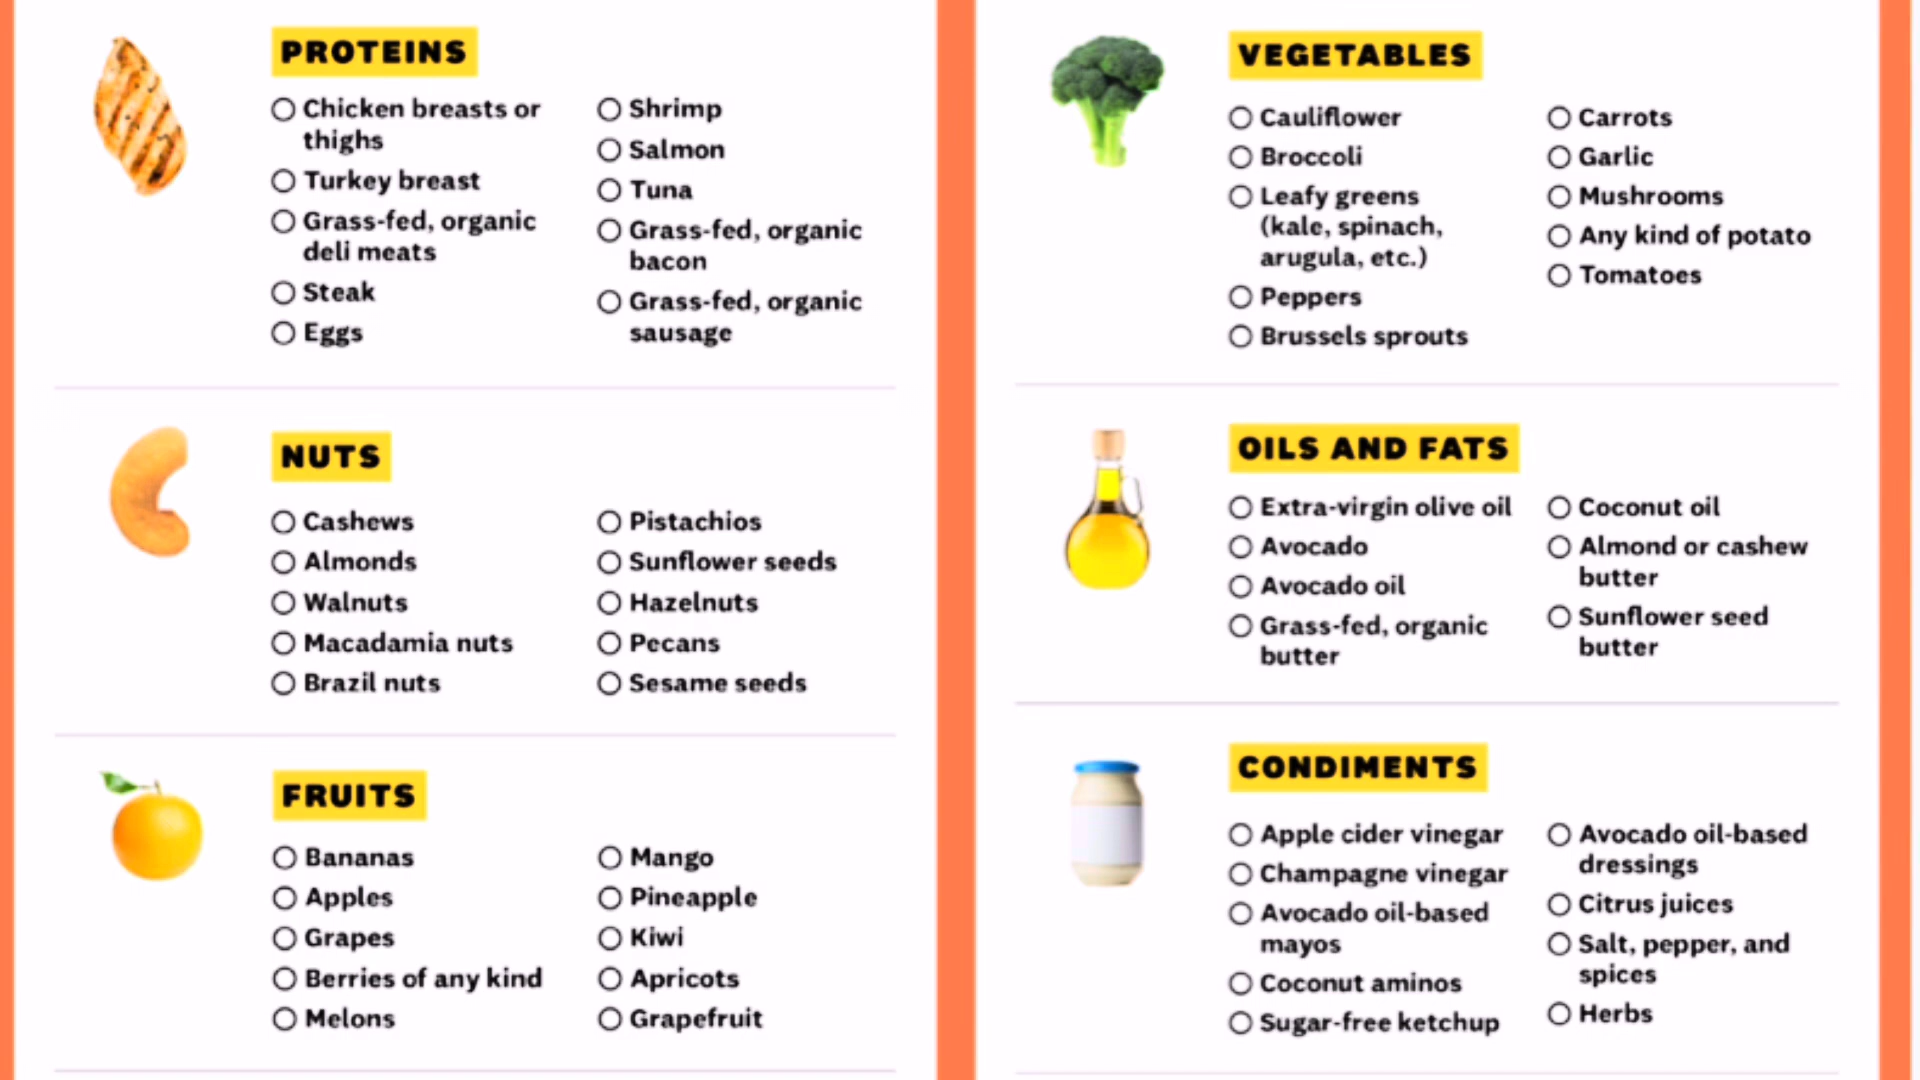 PROTEINS
Chicken breasts or
thighs
Turkey breast
Grass-fed, organic
deli meats
Steak
Eggs
Shrimp
Salmon
Tuna
Grass-fed, organic
bacon
Grass-fed, organic
sausage
NUTS
Cashews
Almonds
Walnuts
Macadamia nuts
Brazil nuts
Pistachios
Sunflower seeds
Hazelnuts
Pecans
Sesame seeds
FRUITS
Bananas
Apples
Grapes
Berries of any kind
Melons
Mango
Pineapple
Kiwi
Apricots
Grapefruit
VEGETABLES
Cauliflower
Broccoli
Leafy greens
(kale, spinach,
arugula, etc.)
Peppers
Brussels sprouts
Carrots
Garlic
Mushrooms
Any kind of potato
Tomatoes
OILS AND FATS
Extra-virgin olive oil
Avocado
Avocado oil
Grass-fed, organic
butter
Coconut oil
Almond or cashew
butter
Sunflower seed
butter
CONDIMENTS
Apple cider vinegar
Champagne vinegar
Avocado oil-based
mayos
Coconut aminos
Sugar-free ketchup
Avocado oil-based
dressings
Citrus juices
Salt, pepper, and
spices
Herbs